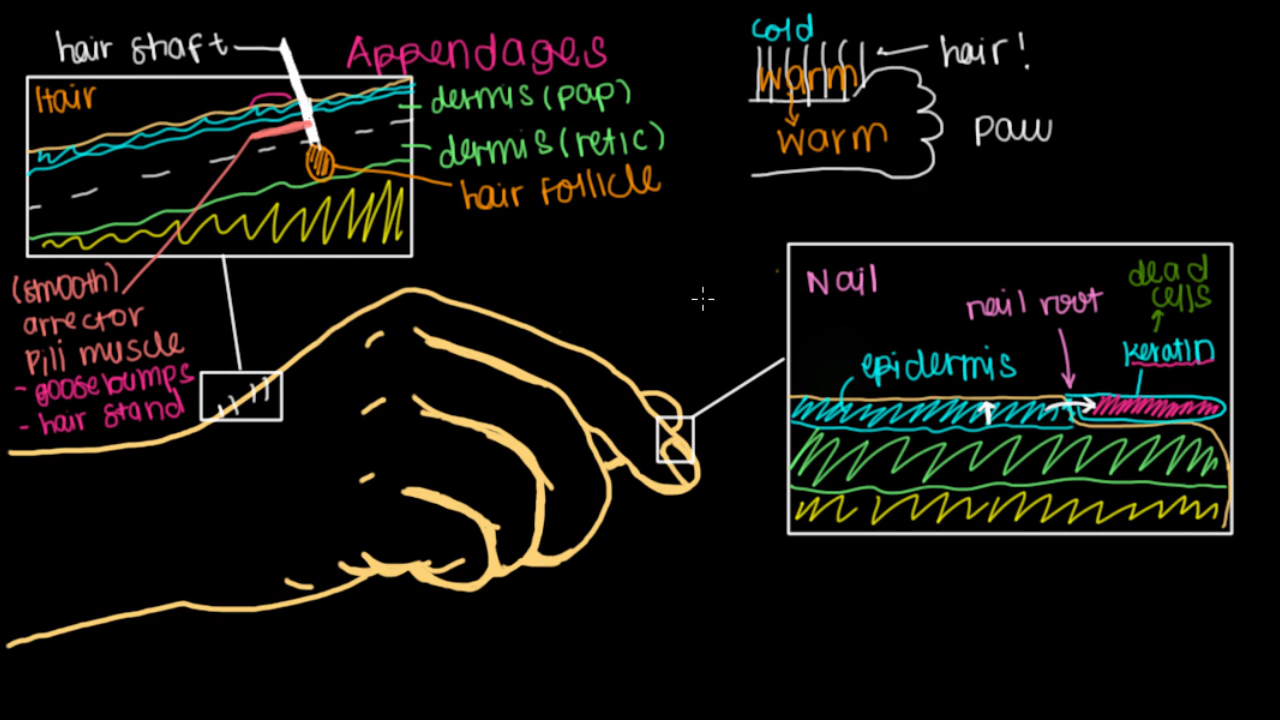 hair shaft
Appendages
Hair
dermis (pap)
dermis (retic)
hair follicle
(smooth)
arrector
pili muscle
- goosebumps
- hair stand
cold
warm
hair!
warm
paw
Nail
nail root
dead
cells
keratin
epidermis